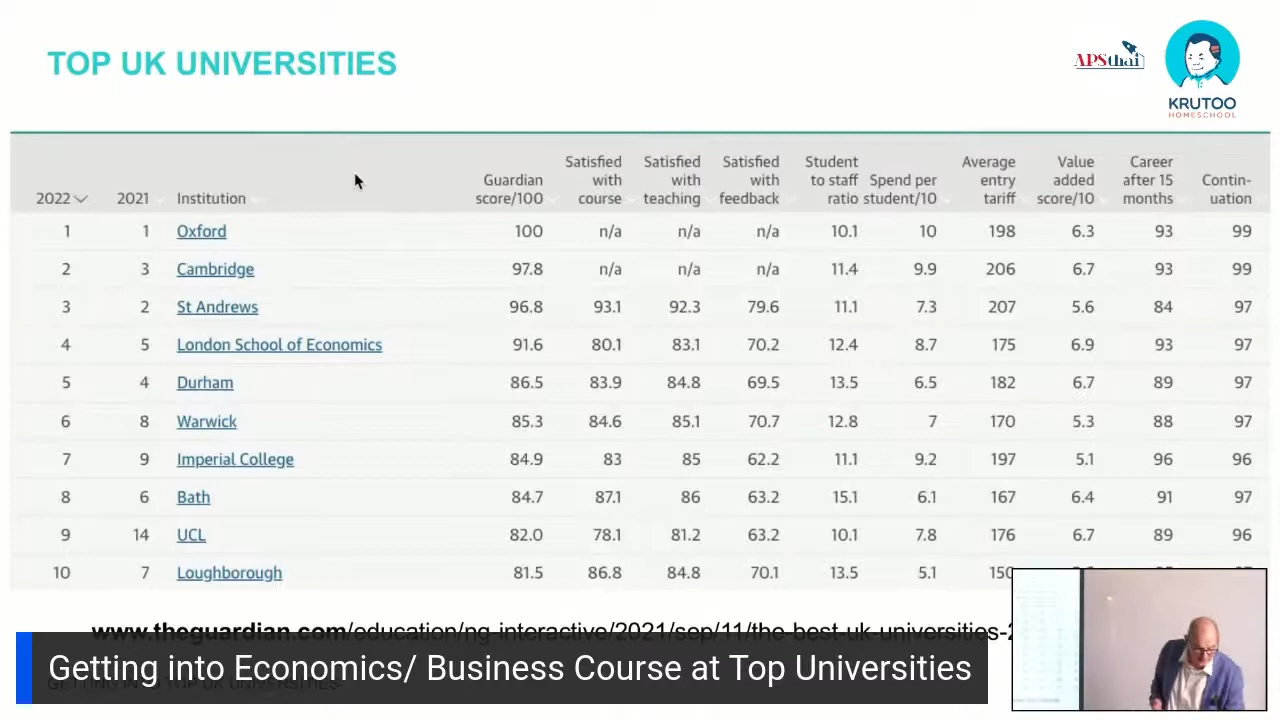 TOP UK UNIVERSITIES
APSthai
KRUTOO
HOMESCHOOL
2022 2021 Institution Guardian score/100 Satisfied with course Satisfied with teaching Satisfied with feedback Student to staff ratio Spend per student/10 Average entry tariff Value added score/10 Career after 15 months Contin-uation
1 1 Oxford 100 n/a n/a n/a 10.1 10 198 6.3 93 99
2 3 Cambridge 97.8 n/a n/a n/a 11.4 9.9 206 6.7 93 99
3 2 St Andrews 96.8 93.1 92.3 79.6 11.1 7.3 207 5.6 84 97
4 5 London School of Economics 91.6 80.1 83.1 70.2 12.4 8.7 175 6.9 93 97
5 4 Durham 86.5 83.9 84.8 69.5 13.5 6.5 182 6.7 89 97
6 8 Warwick 85.3 84.6 85.1 70.7 12.8 7 170 5.3 88 97
7 9 Imperial College 84.9 83 85 62.2 11.1 9.2 197 5.1 96 96
8 6 Bath 84.7 87.1 86 63.2 15.1 6.1 167 6.4 91 97
9 14 UCL 82.0 78.1 81.2 63.2 10.1 7.8 176 6.7 89 96
10 7 Loughborough 81.5 86.8 84.8 70.1 13.5 5.1 150
www.theguardian.com/education/ng-interactive/2021/sep/11/the-best-uk-universities-
Getting into Economics/ Business Course at Top Universities
GETTING INTO TOP UK UNIVERSITIES